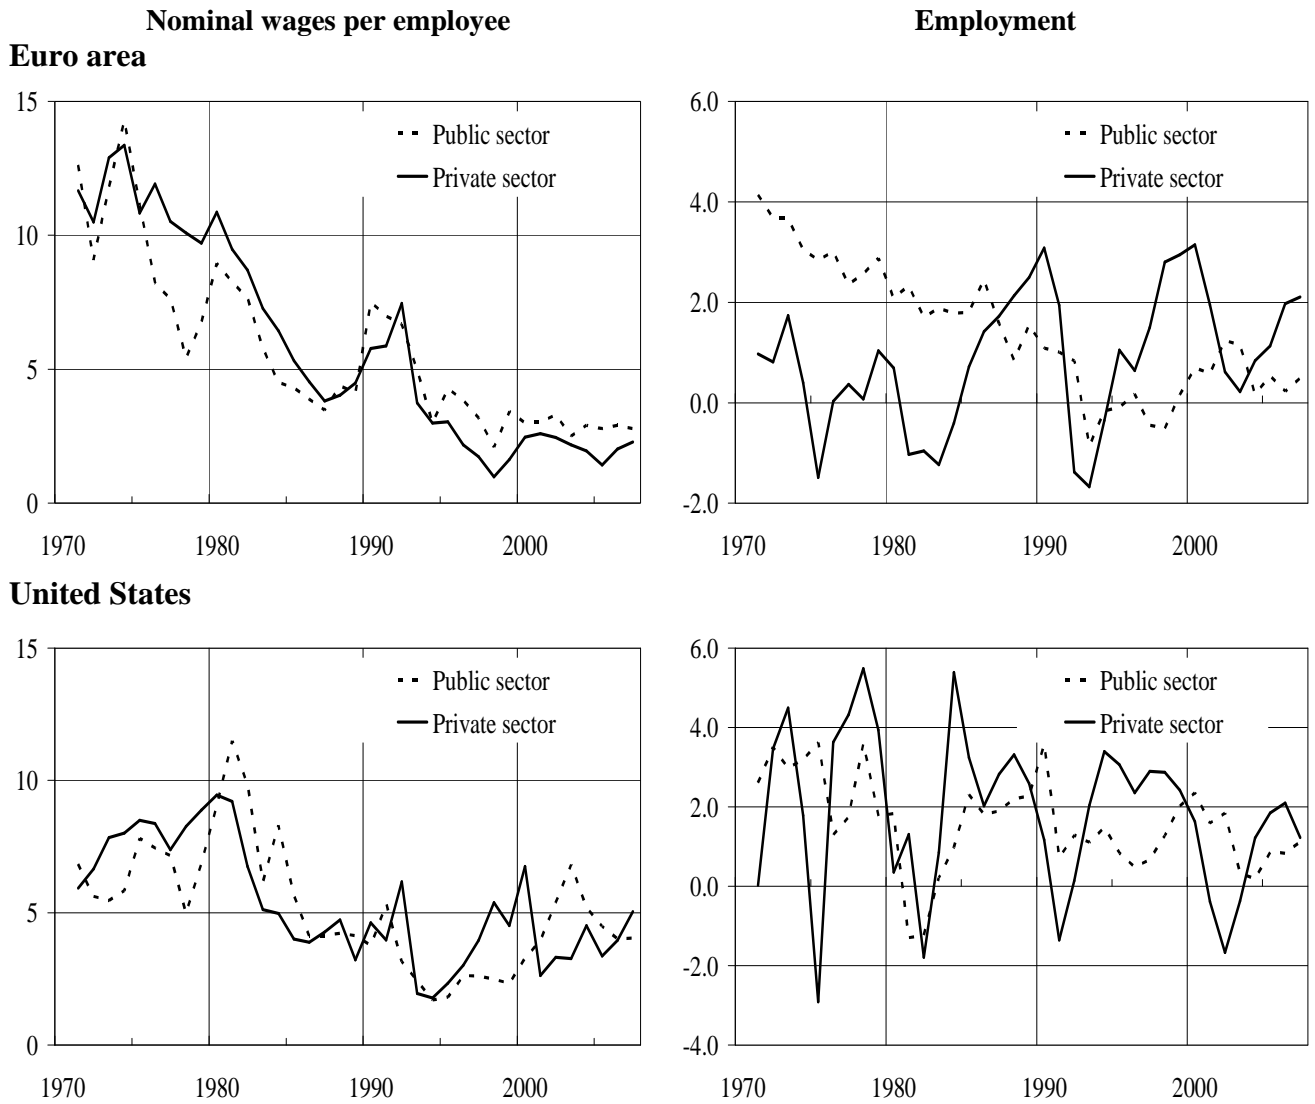 Nominal wages per employee
Employment
Euro area
15
10
5
0
1970 1980 1990 2000
Public sector
Private sector
6.0
4.0
2.0
0.0
-2.0
1970 1980 1990 2000
Public sector
Private sector
United States
15
10
5
0
1970 1980 1990 2000
Public sector
Private sector
6.0
4.0
2.0
0.0
-2.0
-4.0
1970 1980 1990 2000
Public sector
Private sector